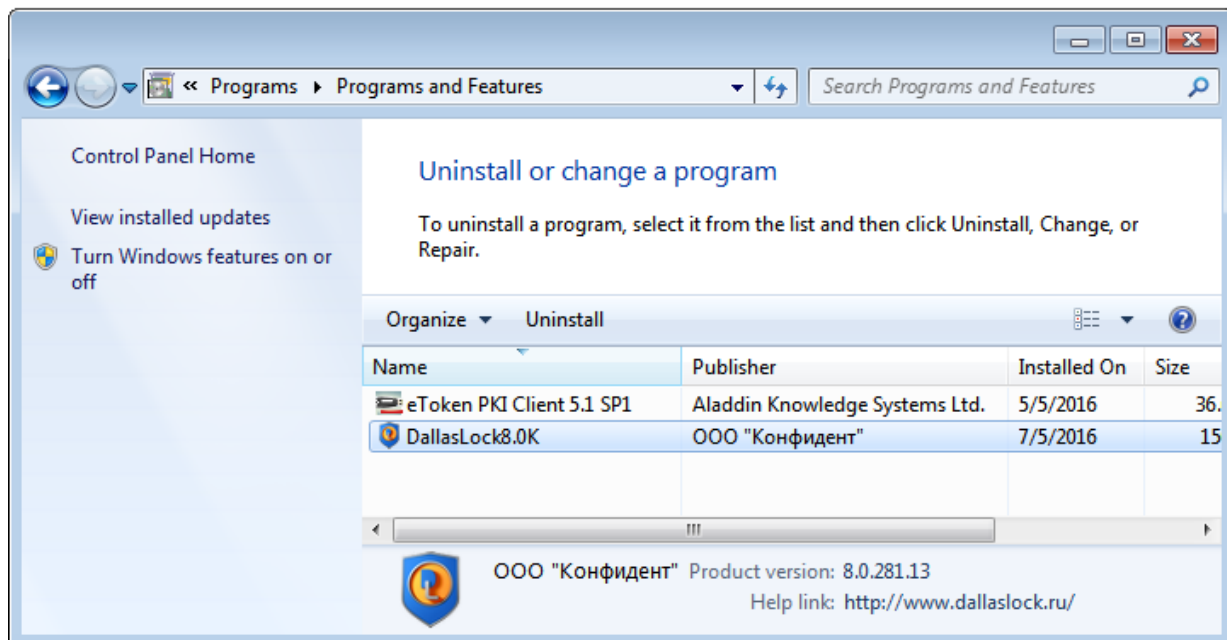 « Programs Programs and Features Search Programs and Features
Control Panel Home
View installed updates
Turn Windows features on or
off
Uninstall or change a program
To uninstall a program, select it from the list and then click Uninstall, Change, or
Repair.
Organize Uninstall
Name Publisher Installed On Size
eToken PKI Client 5.1 SP1 Aladdin Knowledge Systems Ltd. 5/5/2016 36.
DallasLock8.0K ООО "Конфидент" 7/5/2016 15
ООО "Конфидент" Product version: 8.0.281.13
Help link: http://www.dallaslock.ru/